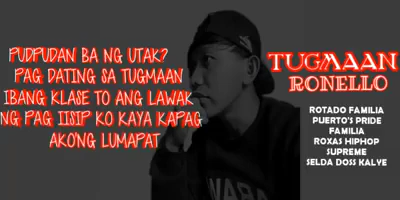 PUDPUDAN BA NG UTAK?
PAG DATING SA TUGMAAN
IBANG KLASE TO ANG LAWAK
NG PAG IISIP KO KAYA KAPAG
AKO'NG LUMAPAT
TUGMAAN
RONELLO
ROTADO FAMILIA
PUERTO'S PRIDE
FAMILIA
ROXAS HIPHOP
SUPREME
SELDA DOSS KALYE